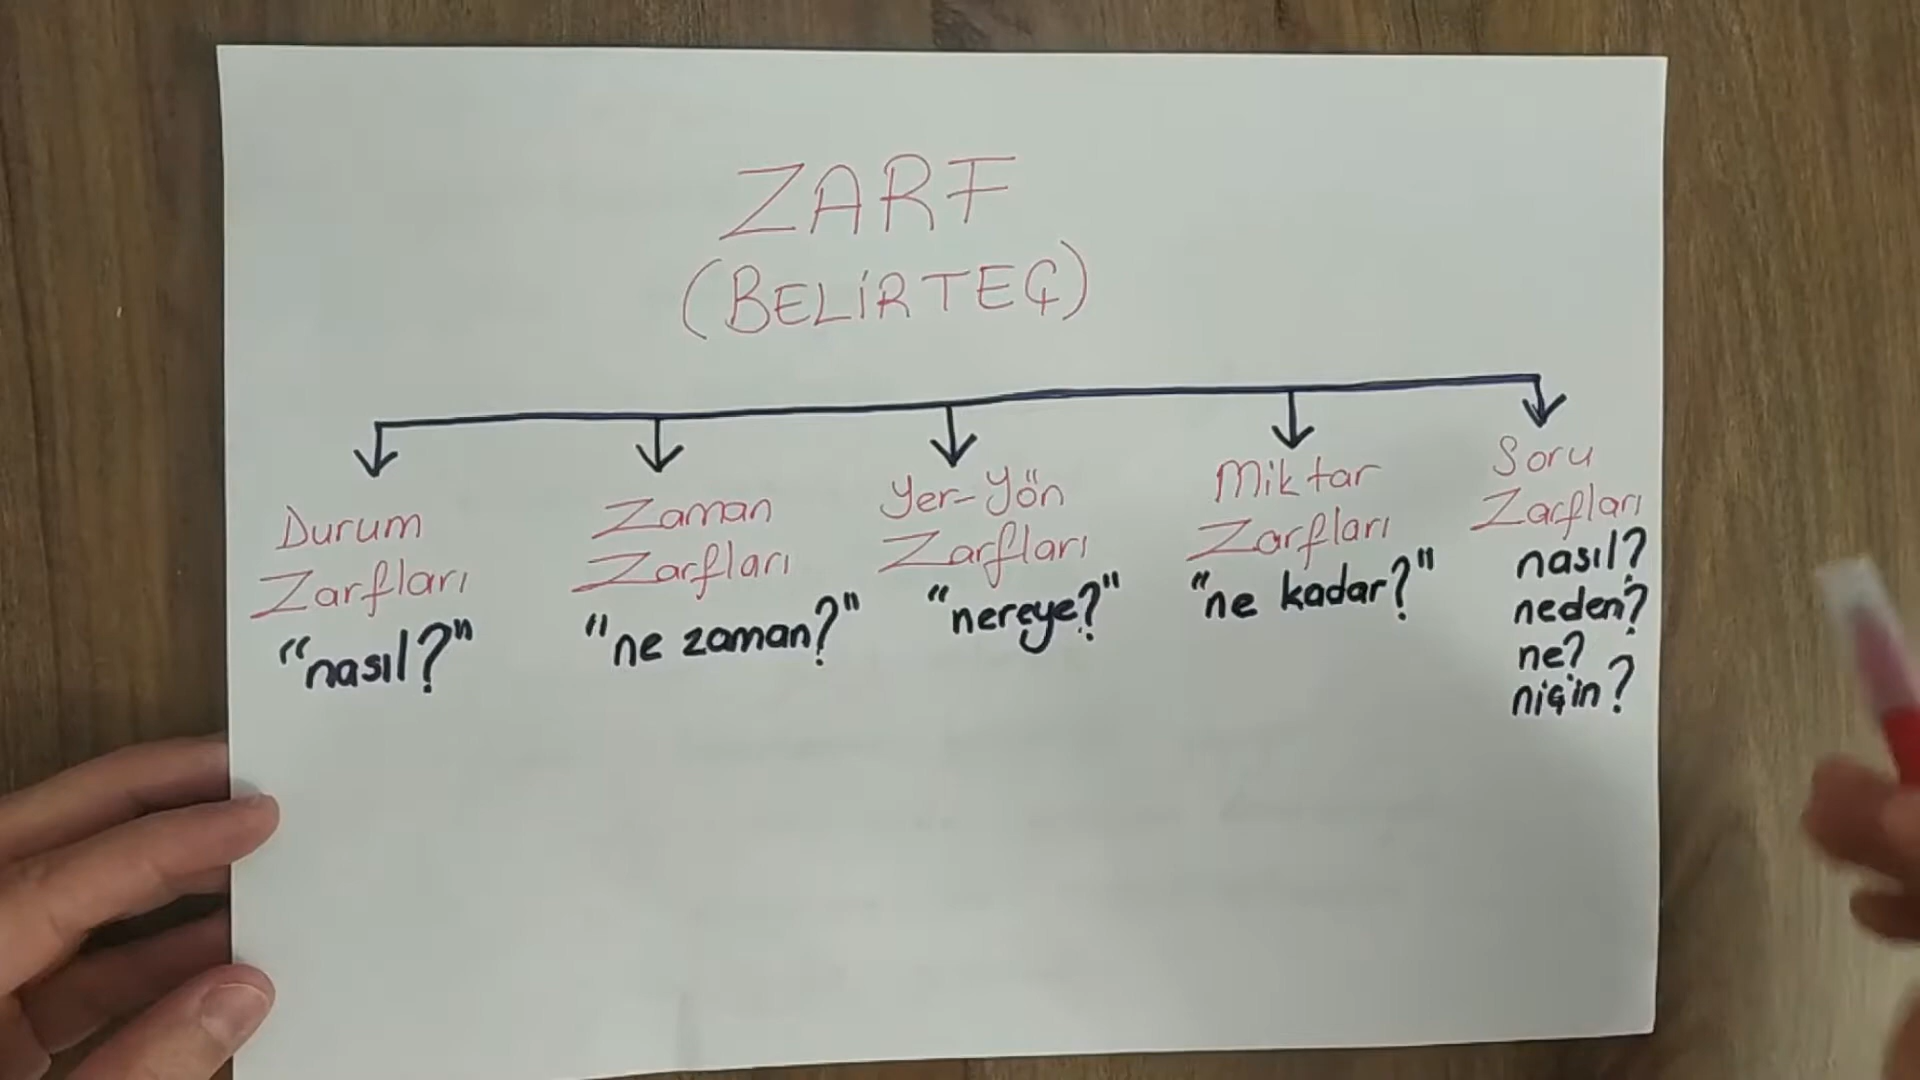 ZARF
(BELİRTEÇ)
Durum
Zarfları
"nasıl?"
Zaman
Zarfları
"ne zaman?"
Yer-Yön
Zarfları
"nereye?"
Miktar
Zarfları
"ne kadar?"
Soru
Zarfları
nasıl?
neden?
ne?
niçin?